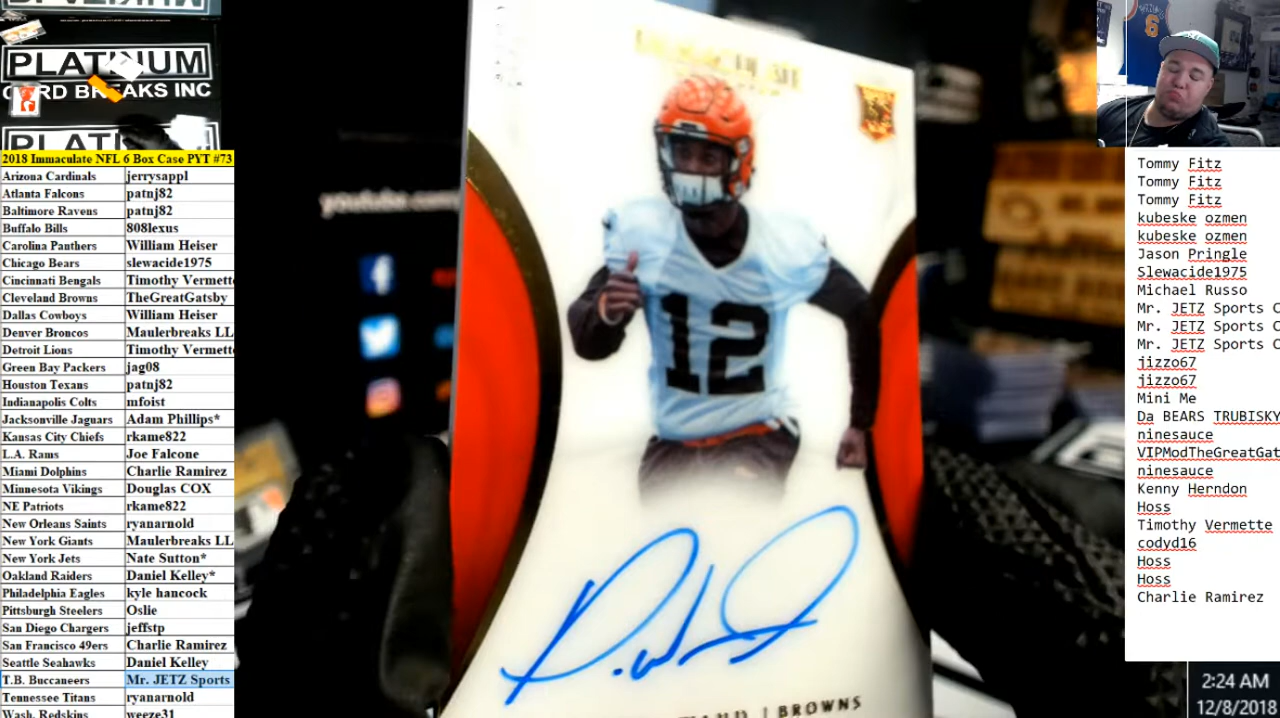 PLATINUM
CARD BREAKS INC
PLATINUM
2018 Immaculate NFL 6 Box Case PYT #73
Arizona Cardinals jerrysappl
Atlanta Falcons patnj82
Baltimore Ravens patnj82
Buffalo Bills 808lexus
Carolina Panthers William Heiser
Chicago Bears slewacide1975
Cincinnati Bengals Timothy Vermett
Cleveland Browns TheGreatGatsby
Dallas Cowboys William Heiser
Denver Broncos Maulerbreaks LL
Detroit Lions Timothy Vermett
Green Bay Packers jag08
Houston Texans patnj82
Indianapolis Colts mfoist
Jacksonville Jaguars Adam Phillips*
Kansas City Chiefs rkame822
L.A. Rams Joe Falcone
Miami Dolphins Charlie Ramirez
Minnesota Vikings Douglas COX
NE Patriots rkame822
New Orleans Saints ryanarnold
New York Giants Maulerbreaks LL
New York Jets Nate Sutton*
Oakland Raiders Daniel Kelley*
Philadelphia Eagles kyle hancock
Pittsburgh Steelers Oslie
San Diego Chargers jeffstp
San Francisco 49ers Charlie Ramirez
Seattle Seahawks Daniel Kelley
T.B. Buccaneers Mr. JETZ Sports
Tennessee Titans ryanarnold
Wash. Redskins weeze31
youtube.com
12
BROWNS
6
Tommy Fitz
Tommy Fitz
Tommy Fitz
kubeske ozmen
kubeske ozmen
Jason Pringle
Slewacide1975
Michael Russo
Mr. JETZ Sports C
Mr. JETZ Sports C
Mr. JETZ Sports C
jizzo67
jizzo67
Mini Me
Da BEARS TRUBISKY
ninesauce
VIPModTheGreatGat
ninesauce
Kenny Herndon
Hoss
Timothy Vermette
codyd16
Hoss
Hoss
Charlie Ramirez
2:24 AM
12/8/2018